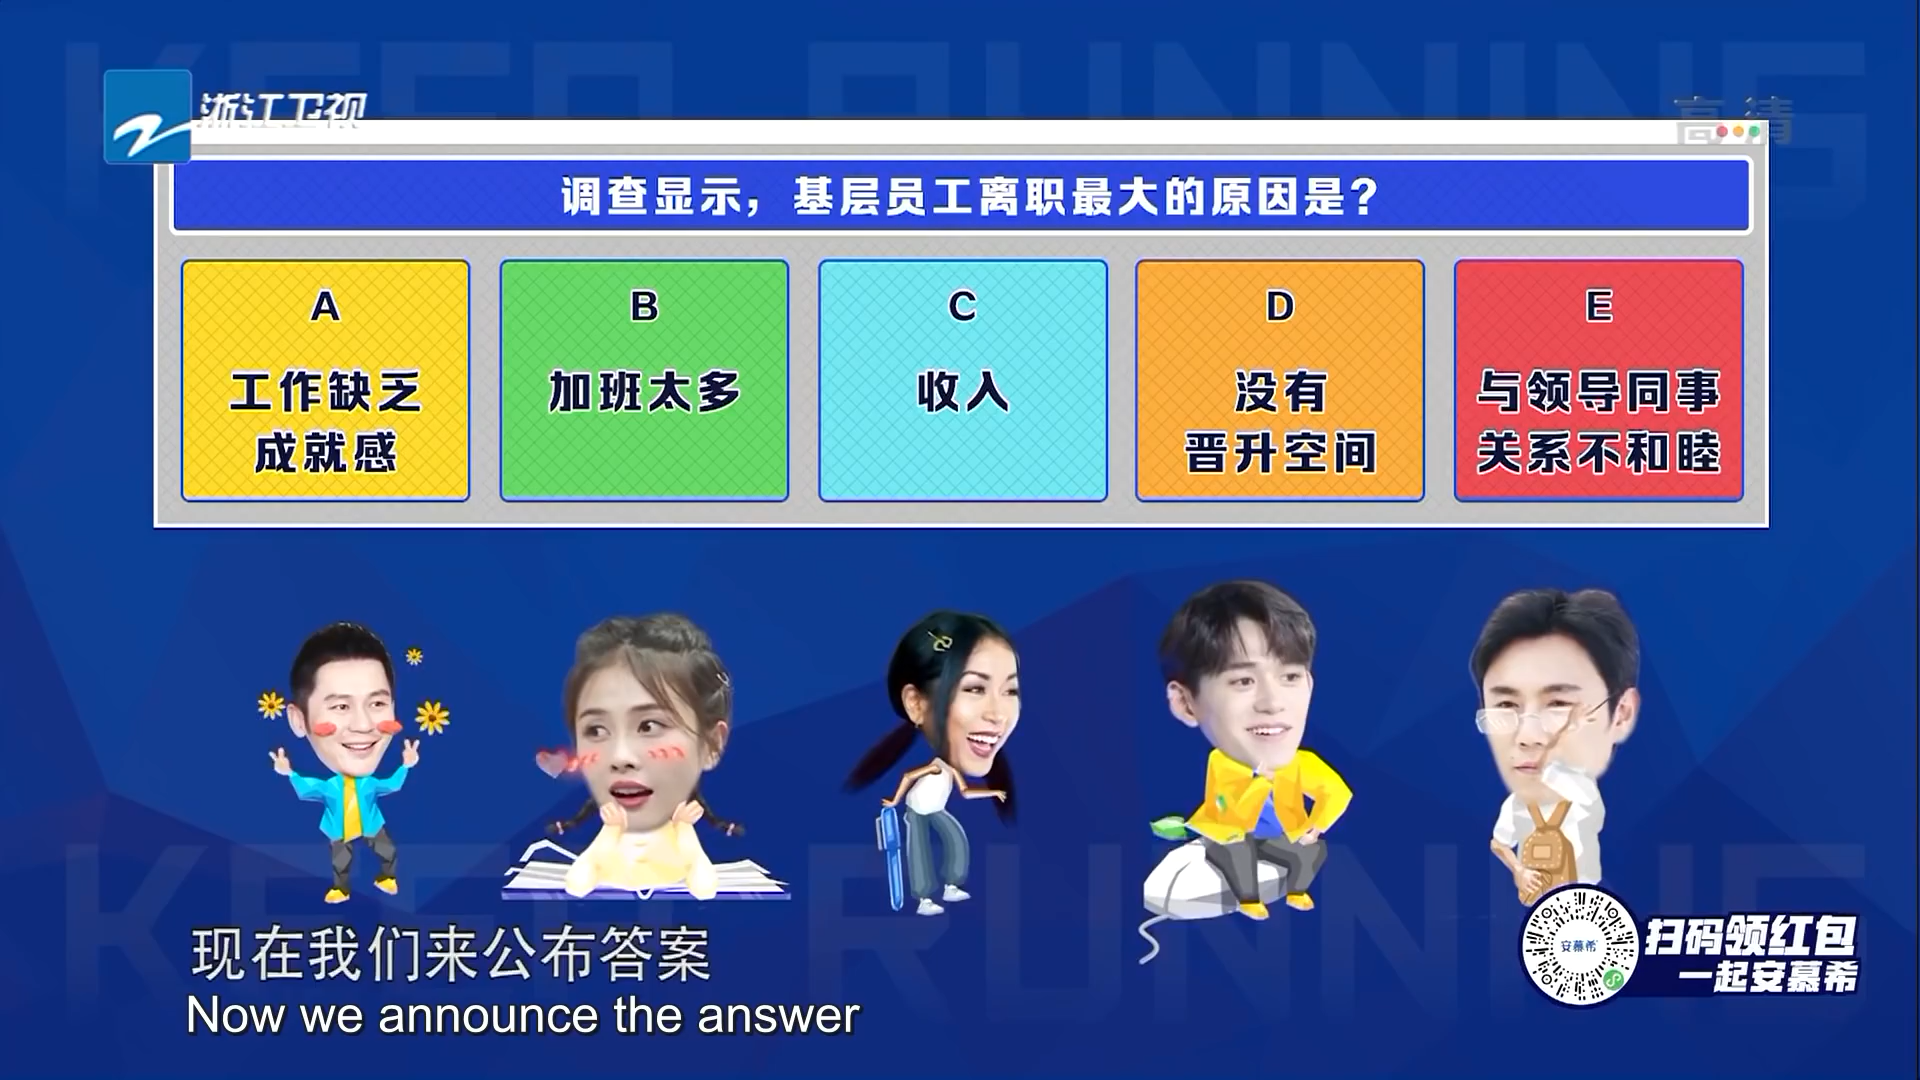 KEEP RUNNING
浙江卫视
高清
调查显示，基层员工离职最大的原因是？
A
工作缺乏
成就感
B
加班太多
C
收入
D
没有
晋升空间
E
与领导同事
关系不和睦
KEEP RUNNING
现在我们来公布答案
Now we announce the answer
安慕希
扫码领红包
一起安慕希